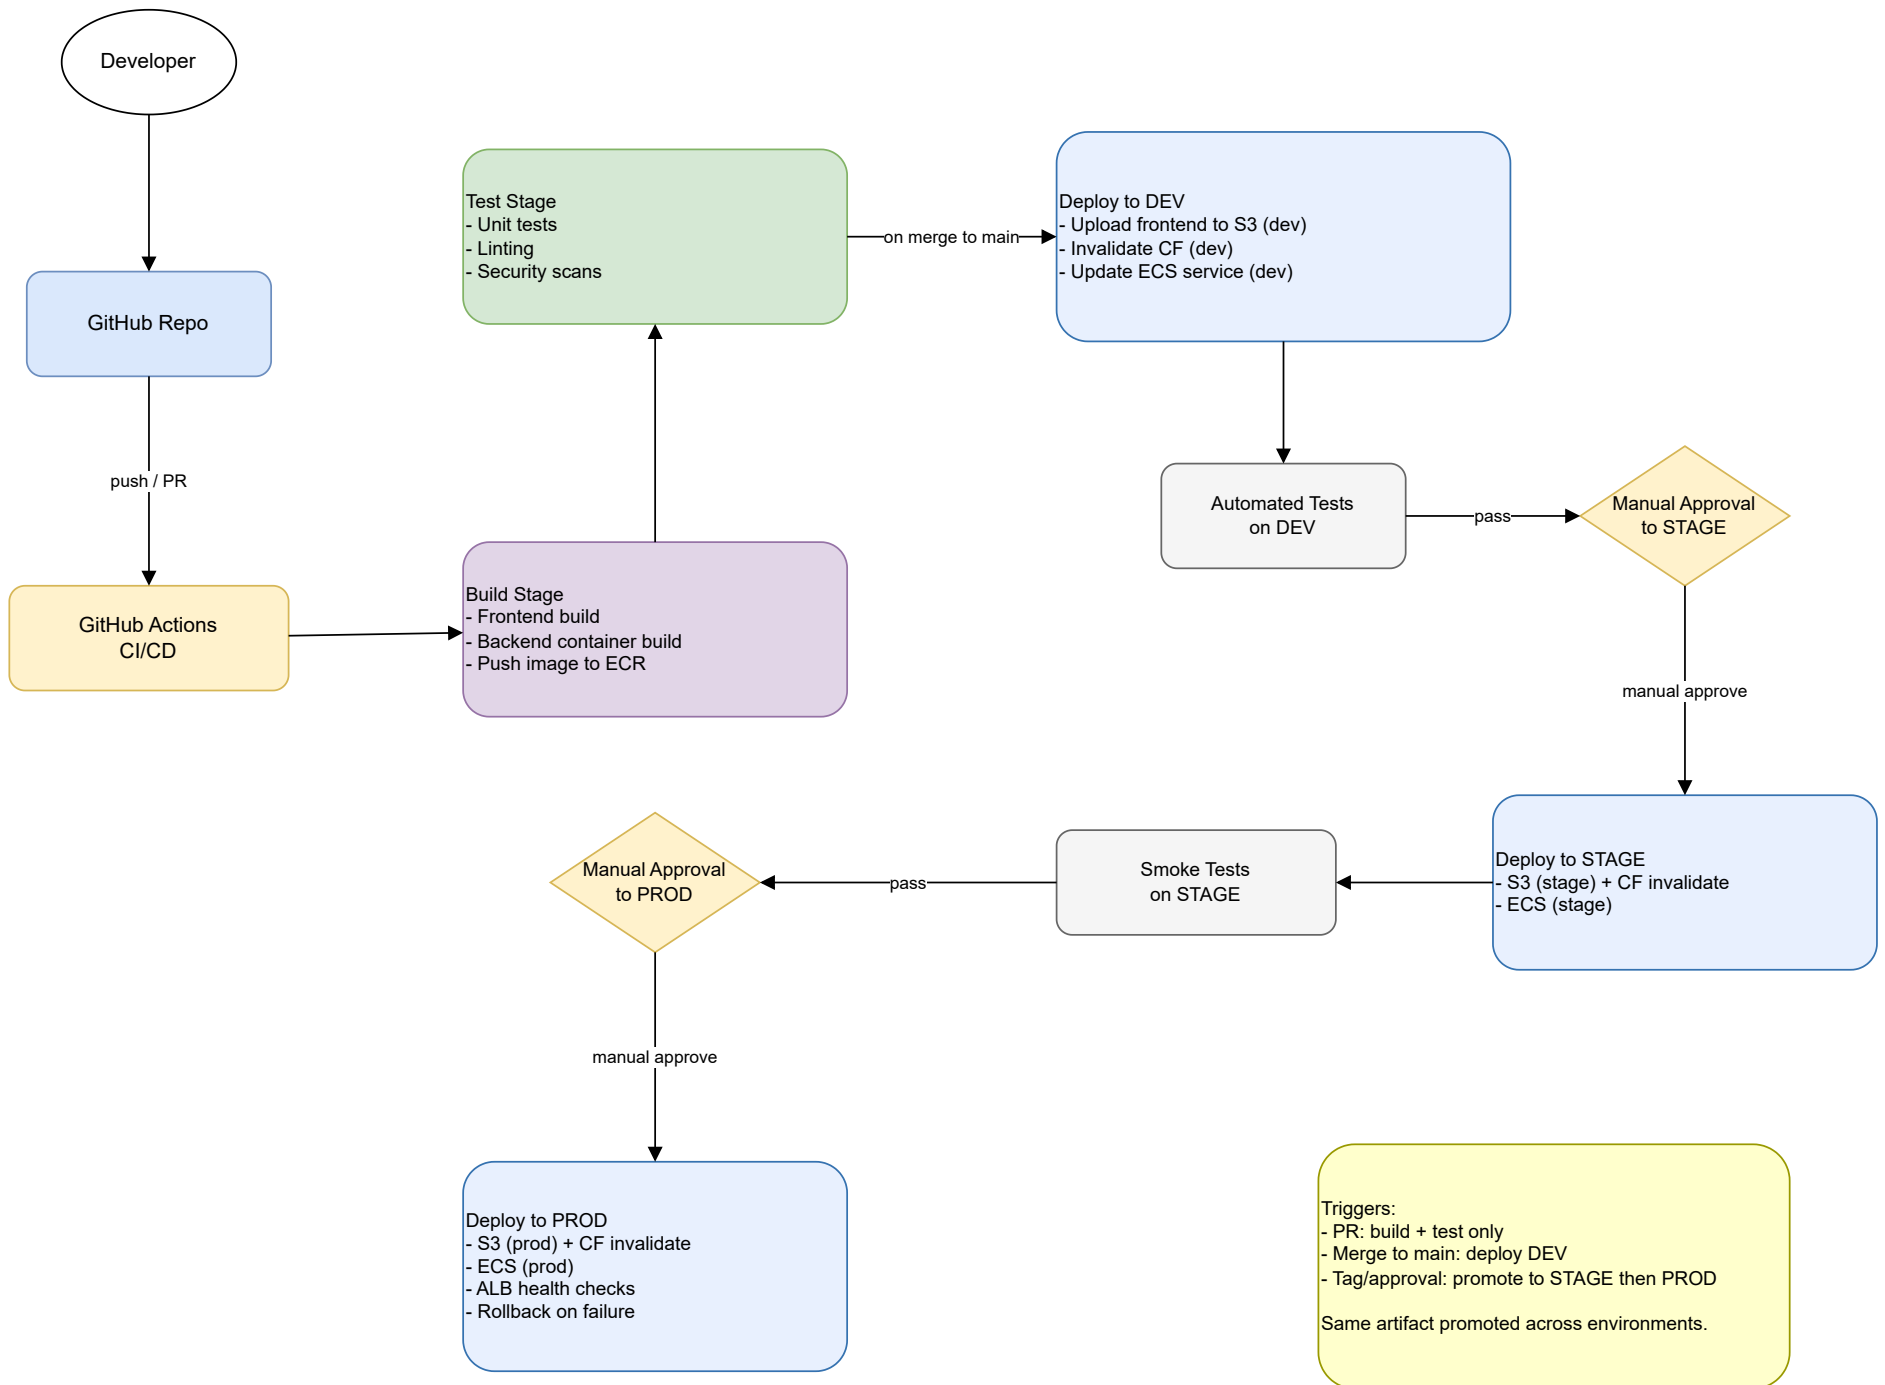 Developer
GitHub Repo
push / PR
GitHub Actions
CI/CD
Build Stage
- Frontend build
- Backend container build
- Push image to ECR
Test Stage
- Unit tests
- Linting
- Security scans
on merge to main
Deploy to DEV
- Upload frontend to S3 (dev)
- Invalidate CF (dev)
- Update ECS service (dev)
Automated Tests
on DEV
pass
Manual Approval
to STAGE
manual approve
Deploy to STAGE
- S3 (stage) + CF invalidate
- ECS (stage)
Smoke Tests
on STAGE
pass
Manual Approval
to PROD
manual approve
Deploy to PROD
- S3 (prod) + CF invalidate
- ECS (prod)
- ALB health checks
- Rollback on failure
Triggers:
- PR: build + test only
- Merge to main: deploy DEV
- Tag/approval: promote to STAGE then PROD
Same artifact promoted across environments.